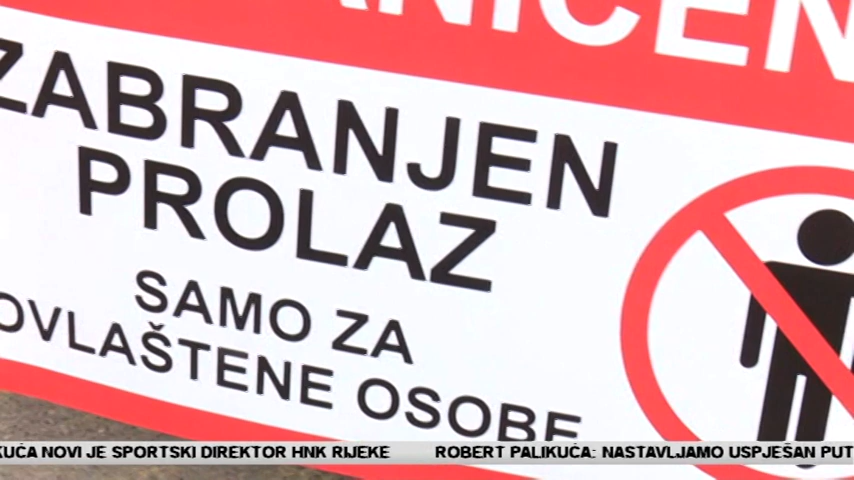 ZABRANJEN
PROLAZ
SAMO ZA
OVLAŠTENE OSOBE
NOVI JE SPORTSKI DIREKTOR HNK RIJEKE ROBERT PALIKUĆA: NASTAVLJAMO USPJEŠAN PUT